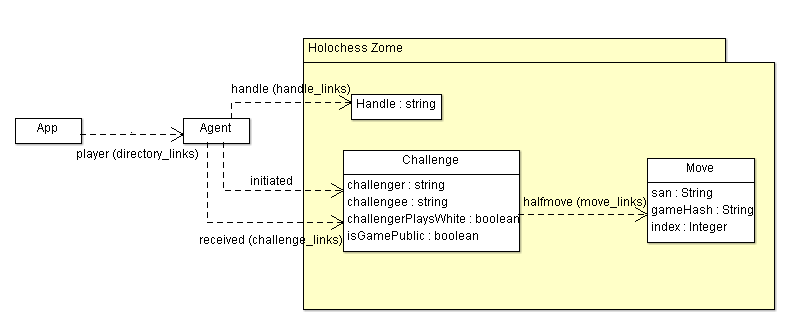 Holochess Zome
handle (handle_links)
Handle : string
App
Agent
player (directory_links)
initiated
received (challenge_links)
Challenge
challenger : string
challengee : string
challengerPlaysWhite : boolean
isGamePublic : boolean
halfmove (move_links)
Move
san : String
gameHash : String
index : Integer